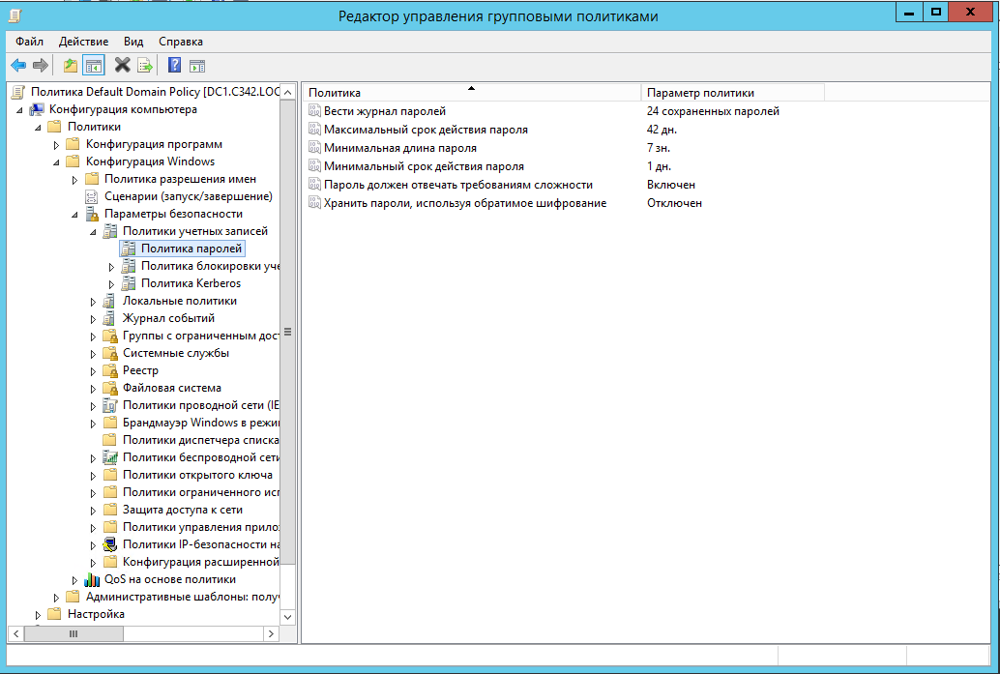 Редактор управления групповыми политиками
Файл Действие Вид Справка
Политика Default Domain Policy [DC1.C342.LOC
Конфигурация компьютера
Политики
Конфигурация программ
Конфигурация Windows
Политика разрешения имен
Сценарии (запуск/завершение)
Параметры безопасности
Политики учетных записей
Политика паролей
Политика блокировки уче
Политика Kerberos
Локальные политики
Журнал событий
Группы с ограниченным дост
Системные службы
Реестр
Файловая система
Политики проводной сети (IE
Брандмауэр Windows в режи
Политики диспетчера списка
Политики беспроводной сети
Политики открытого ключа
Политики ограниченного исп
Защита доступа к сети
Политики управления прило
Политики IP-безопасности на
Конфигурация расширенной
QoS на основе политики
Административные шаблоны: полу
Настройка
Политика Параметр политики
Вести журнал паролей 24 сохраненных паролей
Максимальный срок действия пароля 42 дн.
Минимальная длина пароля 7 зн.
Минимальный срок действия пароля 1 дн.
Пароль должен отвечать требованиям сложности Включен
Хранить пароли, используя обратимое шифрование Отключен